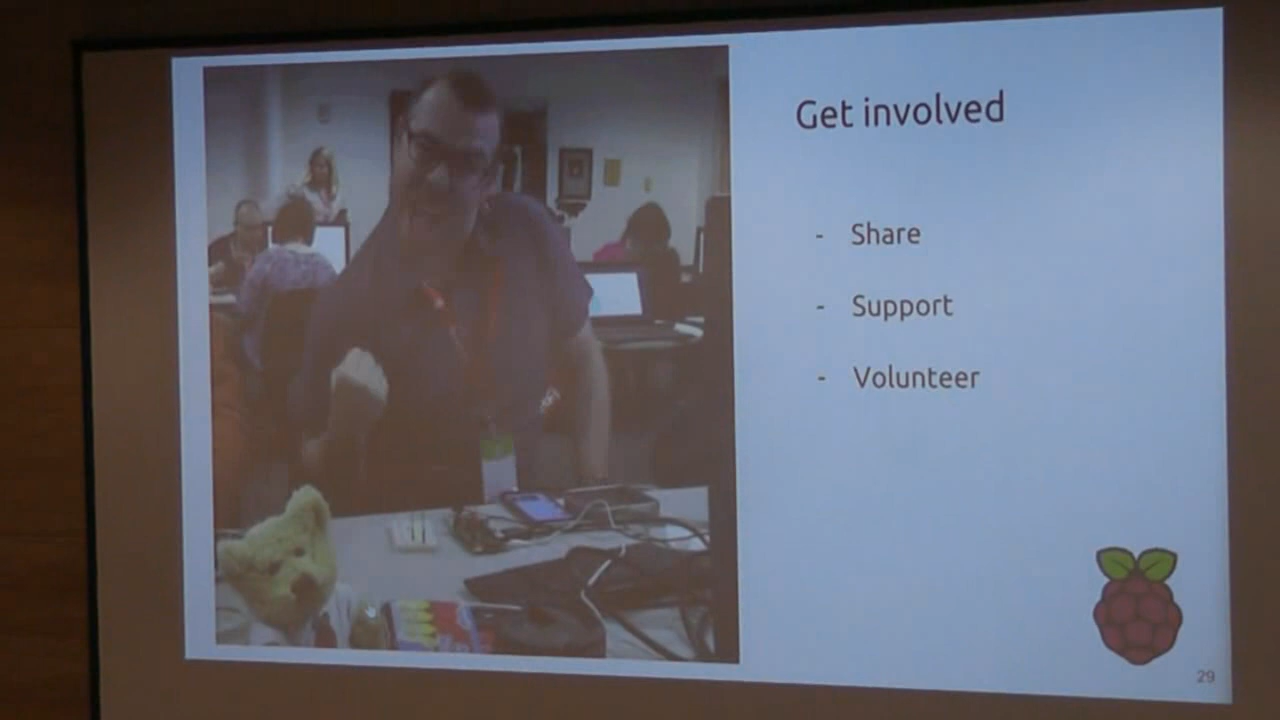 Get involved
- Share
- Support
- Volunteer
29